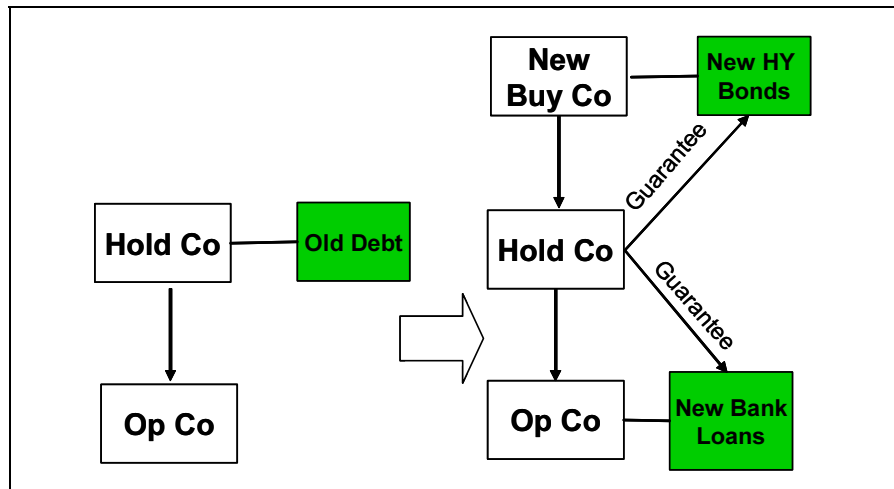 Hold Co
Old Debt
Op Co
New
Buy Co
New HY
Bonds
Guarantee
Hold Co
Guarantee
Op Co
New Bank
Loans